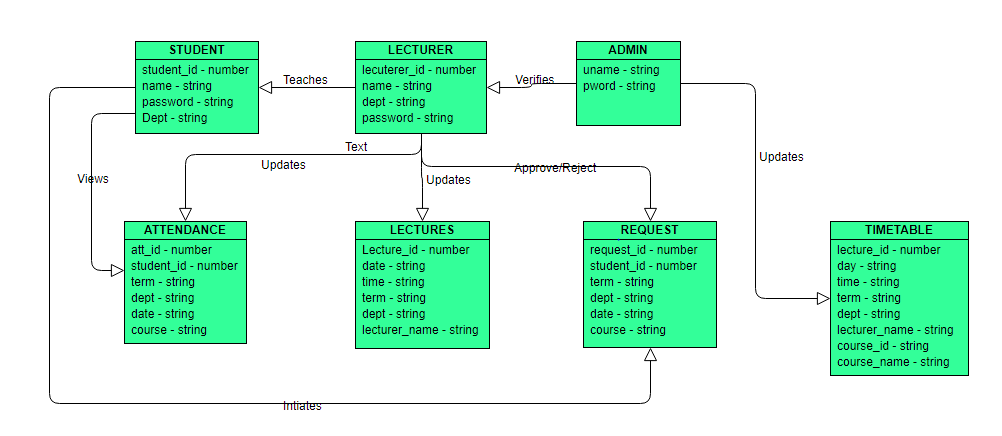 STUDENT
student_id - number
name - string
password - string
Dept - string
Teaches
LECTURER
lecuterer_id - number
name - string
dept - string
password - string
Verifies
ADMIN
uname - string
pword - string
Text
Updates
Updates
Approve/Reject
Updates
Views
ATTENDANCE
att_id - number
student_id - number
term - string
dept - string
date - string
course - string
LECTURES
Lecture_id - number
date - string
time - string
term - string
dept - string
lecturer_name - string
REQUEST
request_id - number
student_id - number
term - string
dept - string
date - string
course - string
TIMETABLE
lecture_id - number
day - string
time - string
term - string
dept - string
lecturer_name - string
course_id - string
course_name - string
Intiates